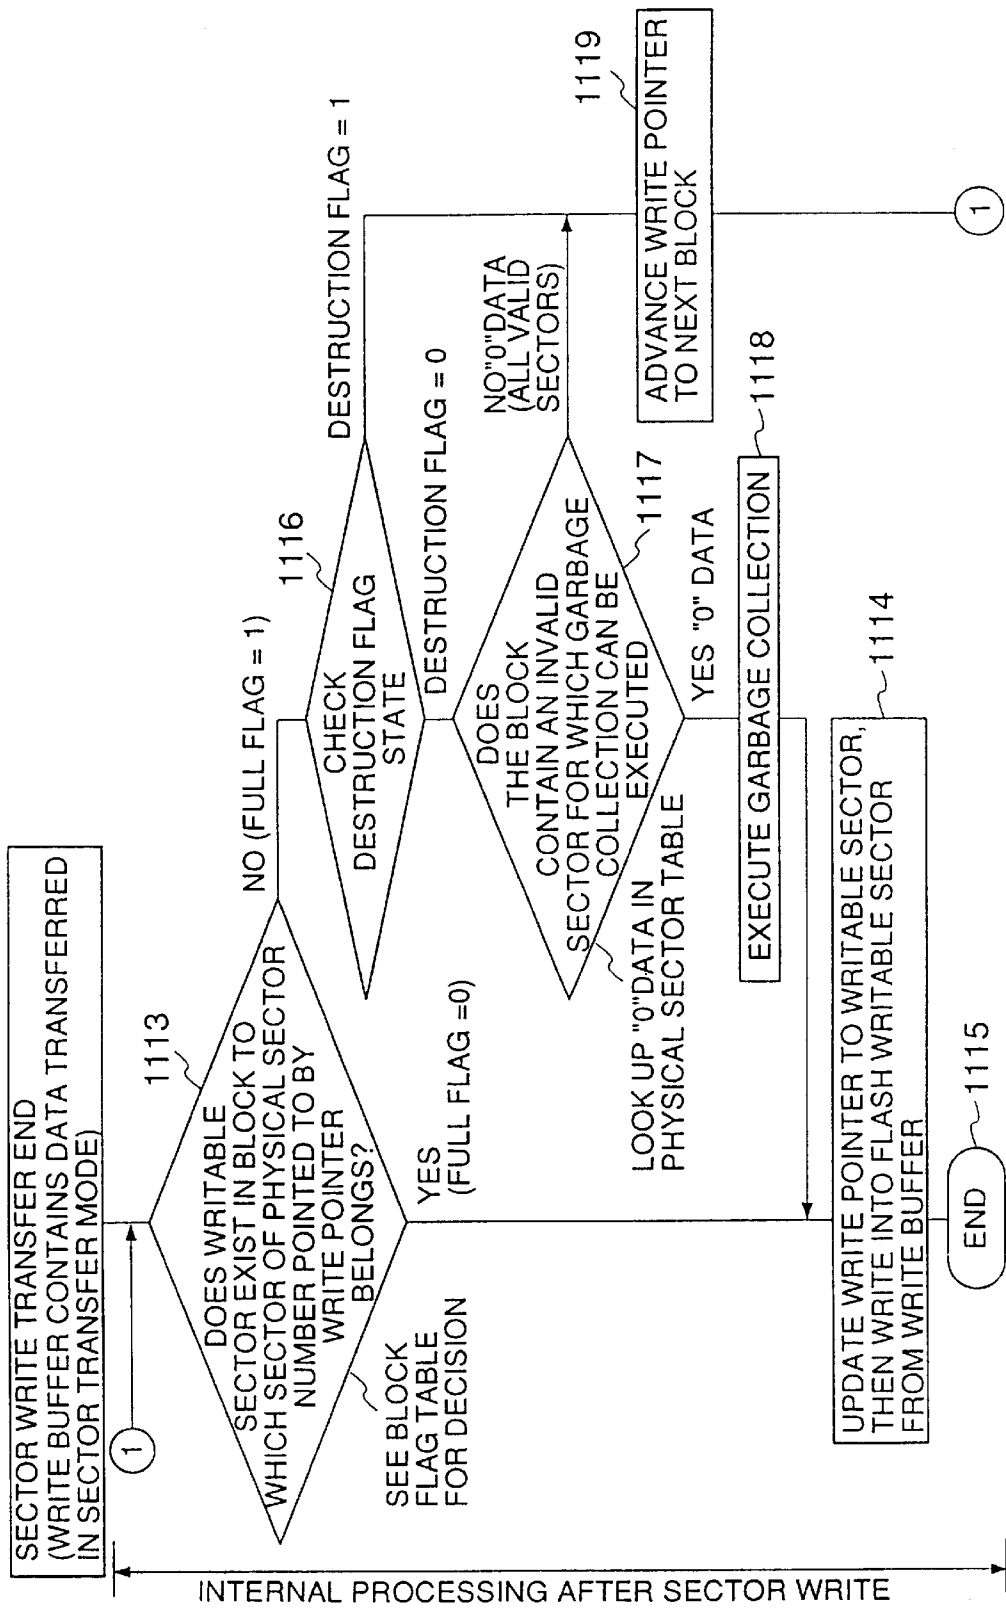 SECTOR WRITE TRANSFER END
(WRITE BUFFER CONTAINS DATA TRANSFERRED
IN SECTOR TRANSFER MODE)
1
1113
DOES WRITABLE
SECTOR EXIST IN BLOCK TO
WHICH SECTOR OF PHYSICAL SECTOR
NUMBER POINTED TO BY
WRITE POINTER
BELONGS?
SEE BLOCK
FLAG TABLE
FOR DECISION
YES
(FULL FLAG =0)
NO (FULL FLAG = 1)
1116
CHECK
DESTRUCTION FLAG
STATE
DESTRUCTION FLAG = 1
DESTRUCTION FLAG = 0
DOES
THE BLOCK
CONTAIN AN INVALID
SECTOR FOR WHICH GARBAGE
COLLECTION CAN BE
EXECUTED
1117
NO"0"DATA
(ALL VALID
SECTORS)
LOOK UP "0"DATA IN
PHYSICAL SECTOR TABLE
YES "0" DATA
1119
ADVANCE WRITE POINTER
TO NEXT BLOCK
1
EXECUTE GARBAGE COLLECTION
1118
UPDATE WRITE POINTER TO WRITABLE SECTOR,
THEN WRITE INTO FLASH WRITABLE SECTOR
FROM WRITE BUFFER
1114
END
1115
INTERNAL PROCESSING AFTER SECTOR WRITE